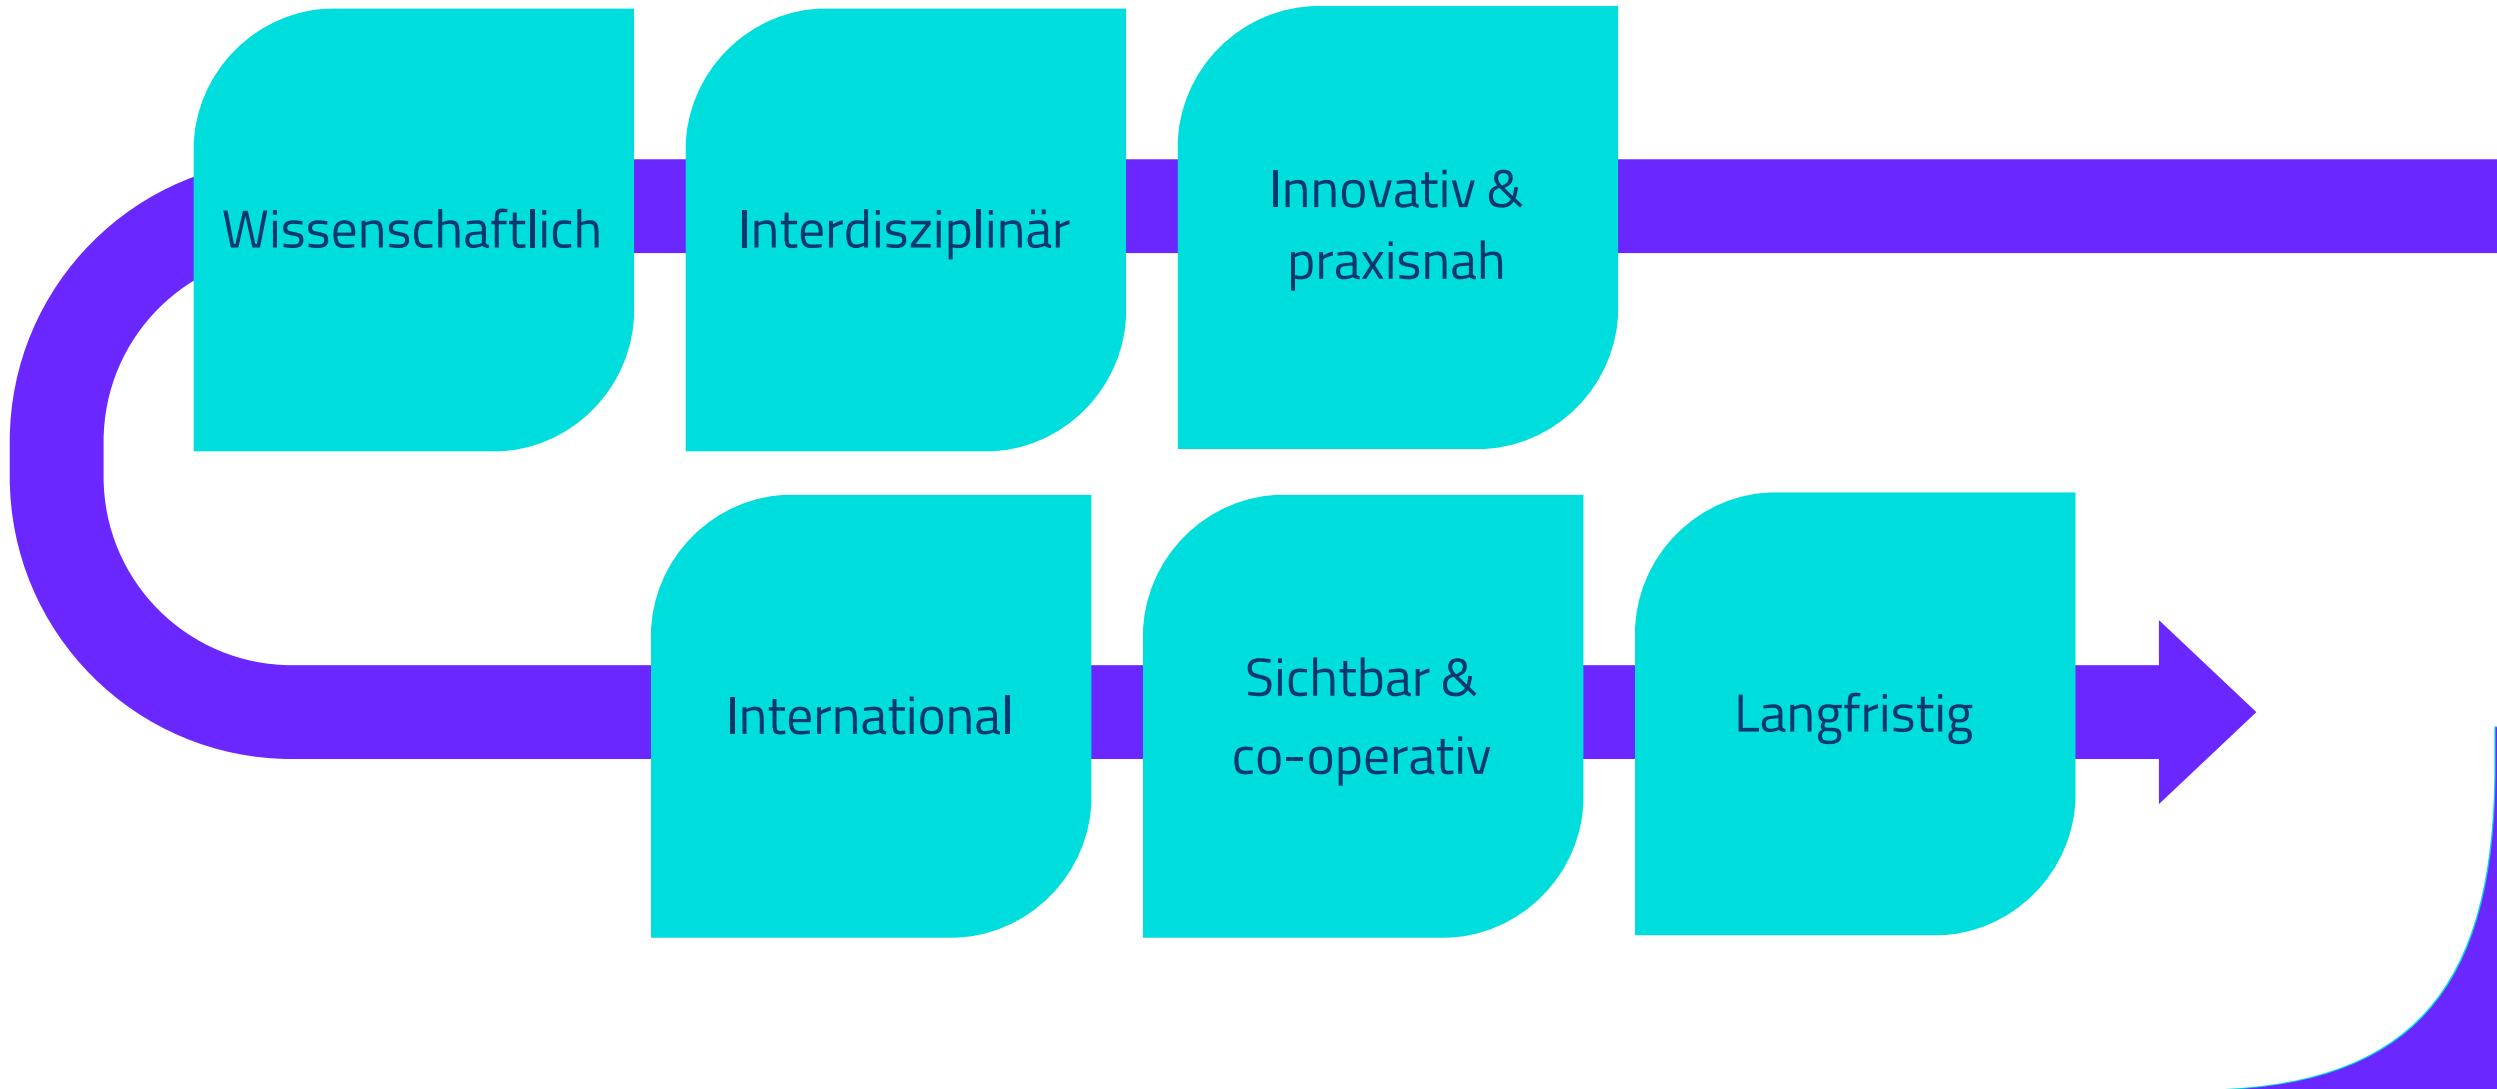 Wissenschaftlich
Interdisziplinär
Innovativ &
praxisnah
International
Sichtbar &
co-operativ
Langfristig